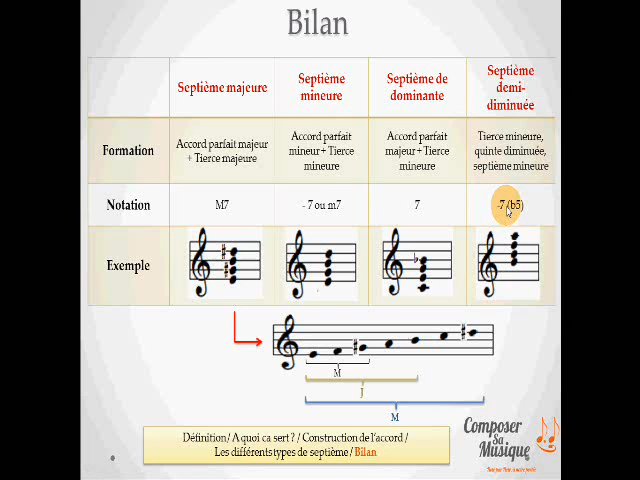 Bilan
Septième majeure
Septième
mineure
Septième de
dominante
Septième
demi-
diminuée
Formation
Accord parfait majeur
+ Tierce majeure
Accord parfait
mineur + Tierce
mineure
Accord parfait
majeur + Tierce
mineure
Tierce mineure,
quinte diminuée,
septième mineure
Notation
M7
- 7 ou m7
7
-7 (b5)
Exemple
M
J
M
Définition / A quoi ca sert ? / Construction de l'accord /
Les différents types de septième / Bilan
Composer
Sa
Musique